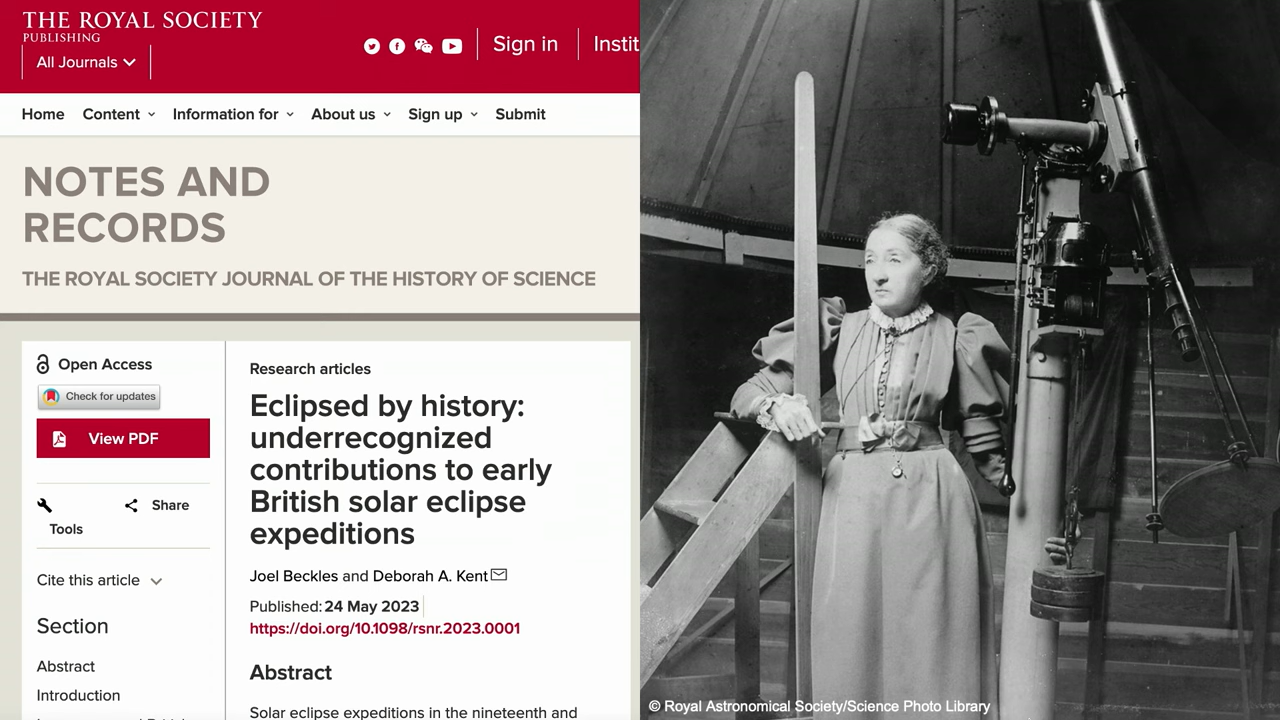 THE ROYAL SOCIETY
PUBLISHING
All Journals
Sign in
Instit
Home Content Information for About us Sign up Submit
NOTES AND
RECORDS
THE ROYAL SOCIETY JOURNAL OF THE HISTORY OF SCIENCE
Open Access
Check for updates
View PDF
Share
Tools
Cite this article
Section
Abstract
Introduction
Research articles
Eclipsed by history:
underrecognized
contributions to early
British solar eclipse
expeditions
Joel Beckles and Deborah A. Kent
Published: 24 May 2023
https://doi.org/10.1098/rsnr.2023.0001
Abstract
Solar eclipse expeditions in the nineteenth and
© Royal Astronomical Society/Science Photo Library